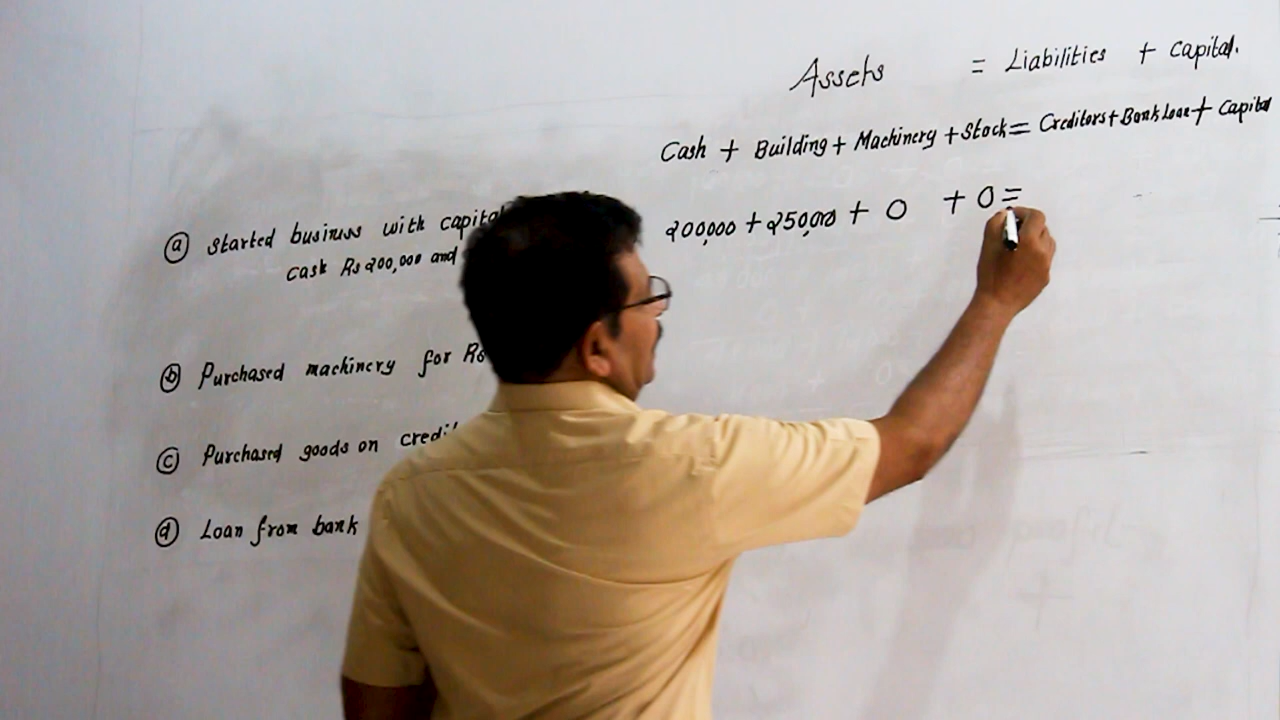 Assets = Liabilities + Capital.
Cash + Building + Machinery + Stock = Creditors + Bank Loan + Capital
200,000 + 250,000 + 0 + 0 =
ⓐ Started business with capital
cash Rs 200,000 and
ⓑ Purchased machinery for Rs
ⓒ Purchased goods on credit
ⓓ Loan from bank